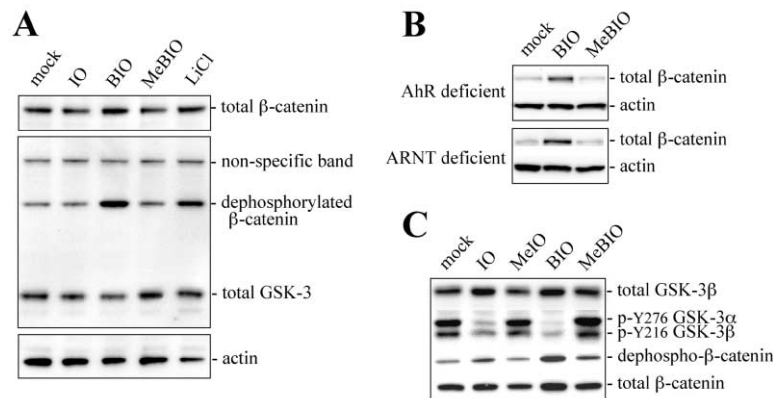 A
mock IO BIO MeBIO LiCl
total β-catenin
non-specific band
dephosphorylated
β-catenin
total GSK-3
actin
B
mock BIO MeBIO
AhR deficient
total β-catenin
actin
ARNT deficient
total β-catenin
actin
C
mock IO MeIO BIO MeBIO
total GSK-3β
p-Y276 GSK-3α
p-Y216 GSK-3β
dephospho-β-catenin
total β-catenin